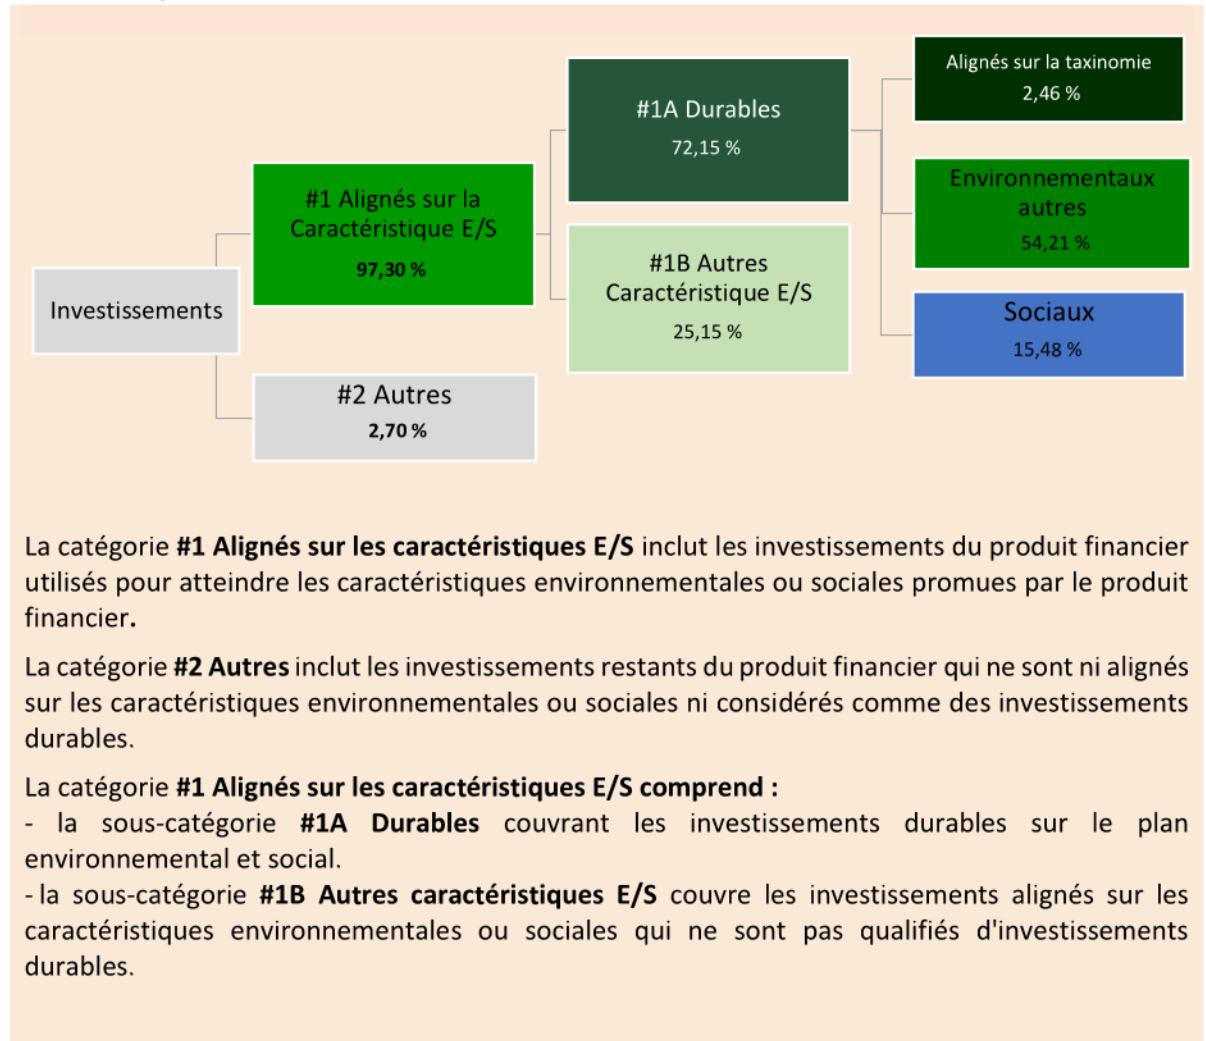 Investissements
#1 Alignés sur la
Caractéristique E/S
97,30 %
#2 Autres
2,70 %
#1A Durables
72,15 %
#1B Autres
Caractéristique E/S
25,15 %
Alignés sur la taxinomie
2,46 %
Environnementaux
autres
54,21 %
Sociaux
15,48 %
La catégorie #1 Alignés sur les caractéristiques E/S inclut les investissements du produit financier
utilisés pour atteindre les caractéristiques environnementales ou sociales promues par le produit
financier.
La catégorie #2 Autres inclut les investissements restants du produit financier qui ne sont ni alignés
sur les caractéristiques environnementales ou sociales ni considérés comme des investissements
durables.
La catégorie #1 Alignés sur les caractéristiques E/S comprend :
- la sous-catégorie #1A Durables couvrant les investissements durables sur le plan
environnemental et social.
- la sous-catégorie #1B Autres caractéristiques E/S couvre les investissements alignés sur les
caractéristiques environnementales ou sociales qui ne sont pas qualifiés d'investissements
durables.